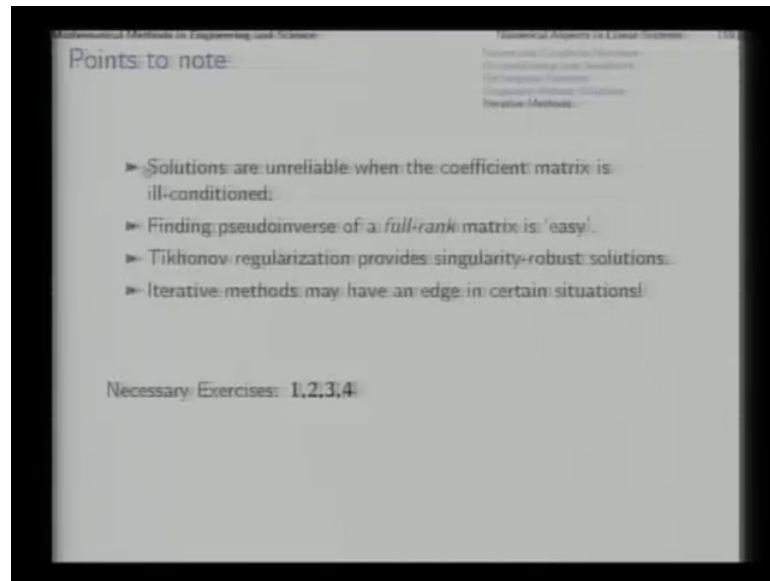 Mathematical Methods in Engineering and Science
Numerical Aspects in Linear Systems
Points to note
Iterative Methods
► Solutions are unreliable when the coefficient matrix is
ill-conditioned.
► Finding pseudoinverse of a full-rank matrix is 'easy'.
► Tikhonov regularization provides singularity-robust solutions.
► Iterative methods may have an edge in certain situations!
Necessary Exercises: 1,2,3,4